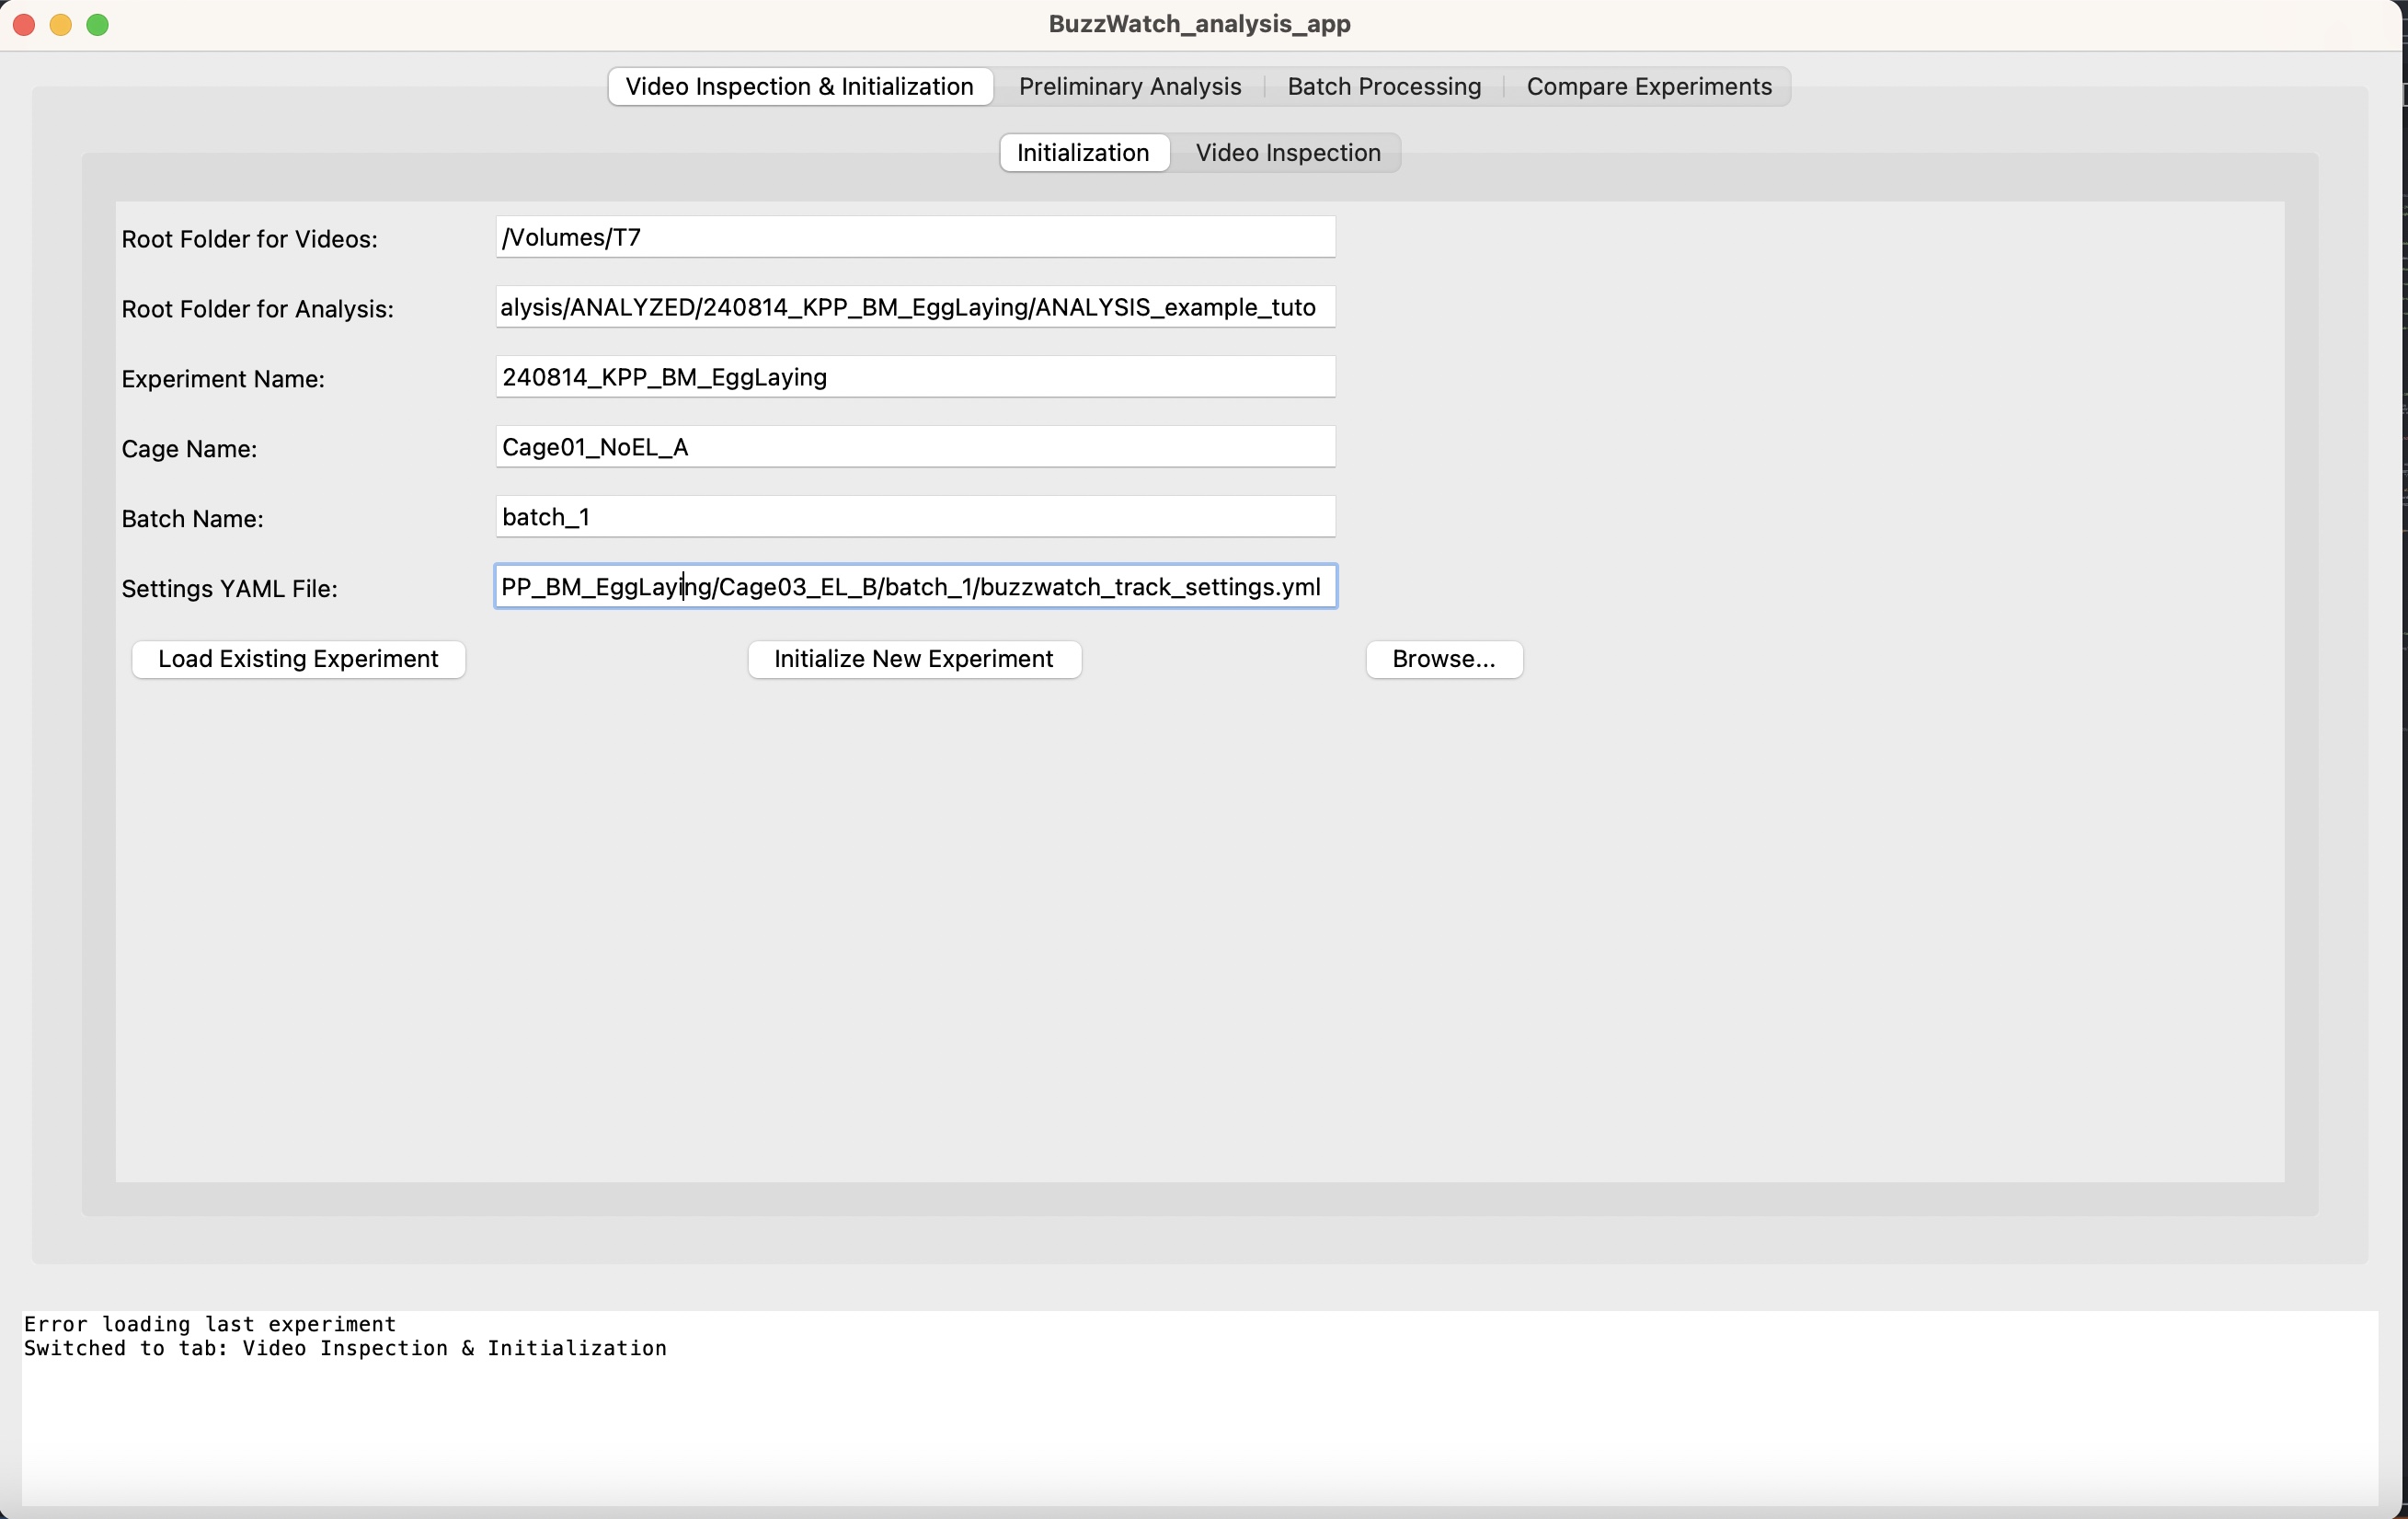 BuzzWatch_analysis_app
Video Inspection & Initialization Preliminary Analysis Batch Processing Compare Experiments
Initialization Video Inspection
Root Folder for Videos: /Volumes/T7
Root Folder for Analysis: alysis/ANALYZED/240814_KPP_BM_EggLaying/ANALYSIS_example_tuto
Experiment Name: 240814_KPP_BM_EggLaying
Cage Name: Cage01_NoEL_A
Batch Name: batch_1
Settings YAML File: PP_BM_EggLaying/Cage03_EL_B/batch_1/buzzwatch_track_settings.yml
Load Existing Experiment Initialize New Experiment Browse...
Error loading last experiment
Switched to tab: Video Inspection & Initialization